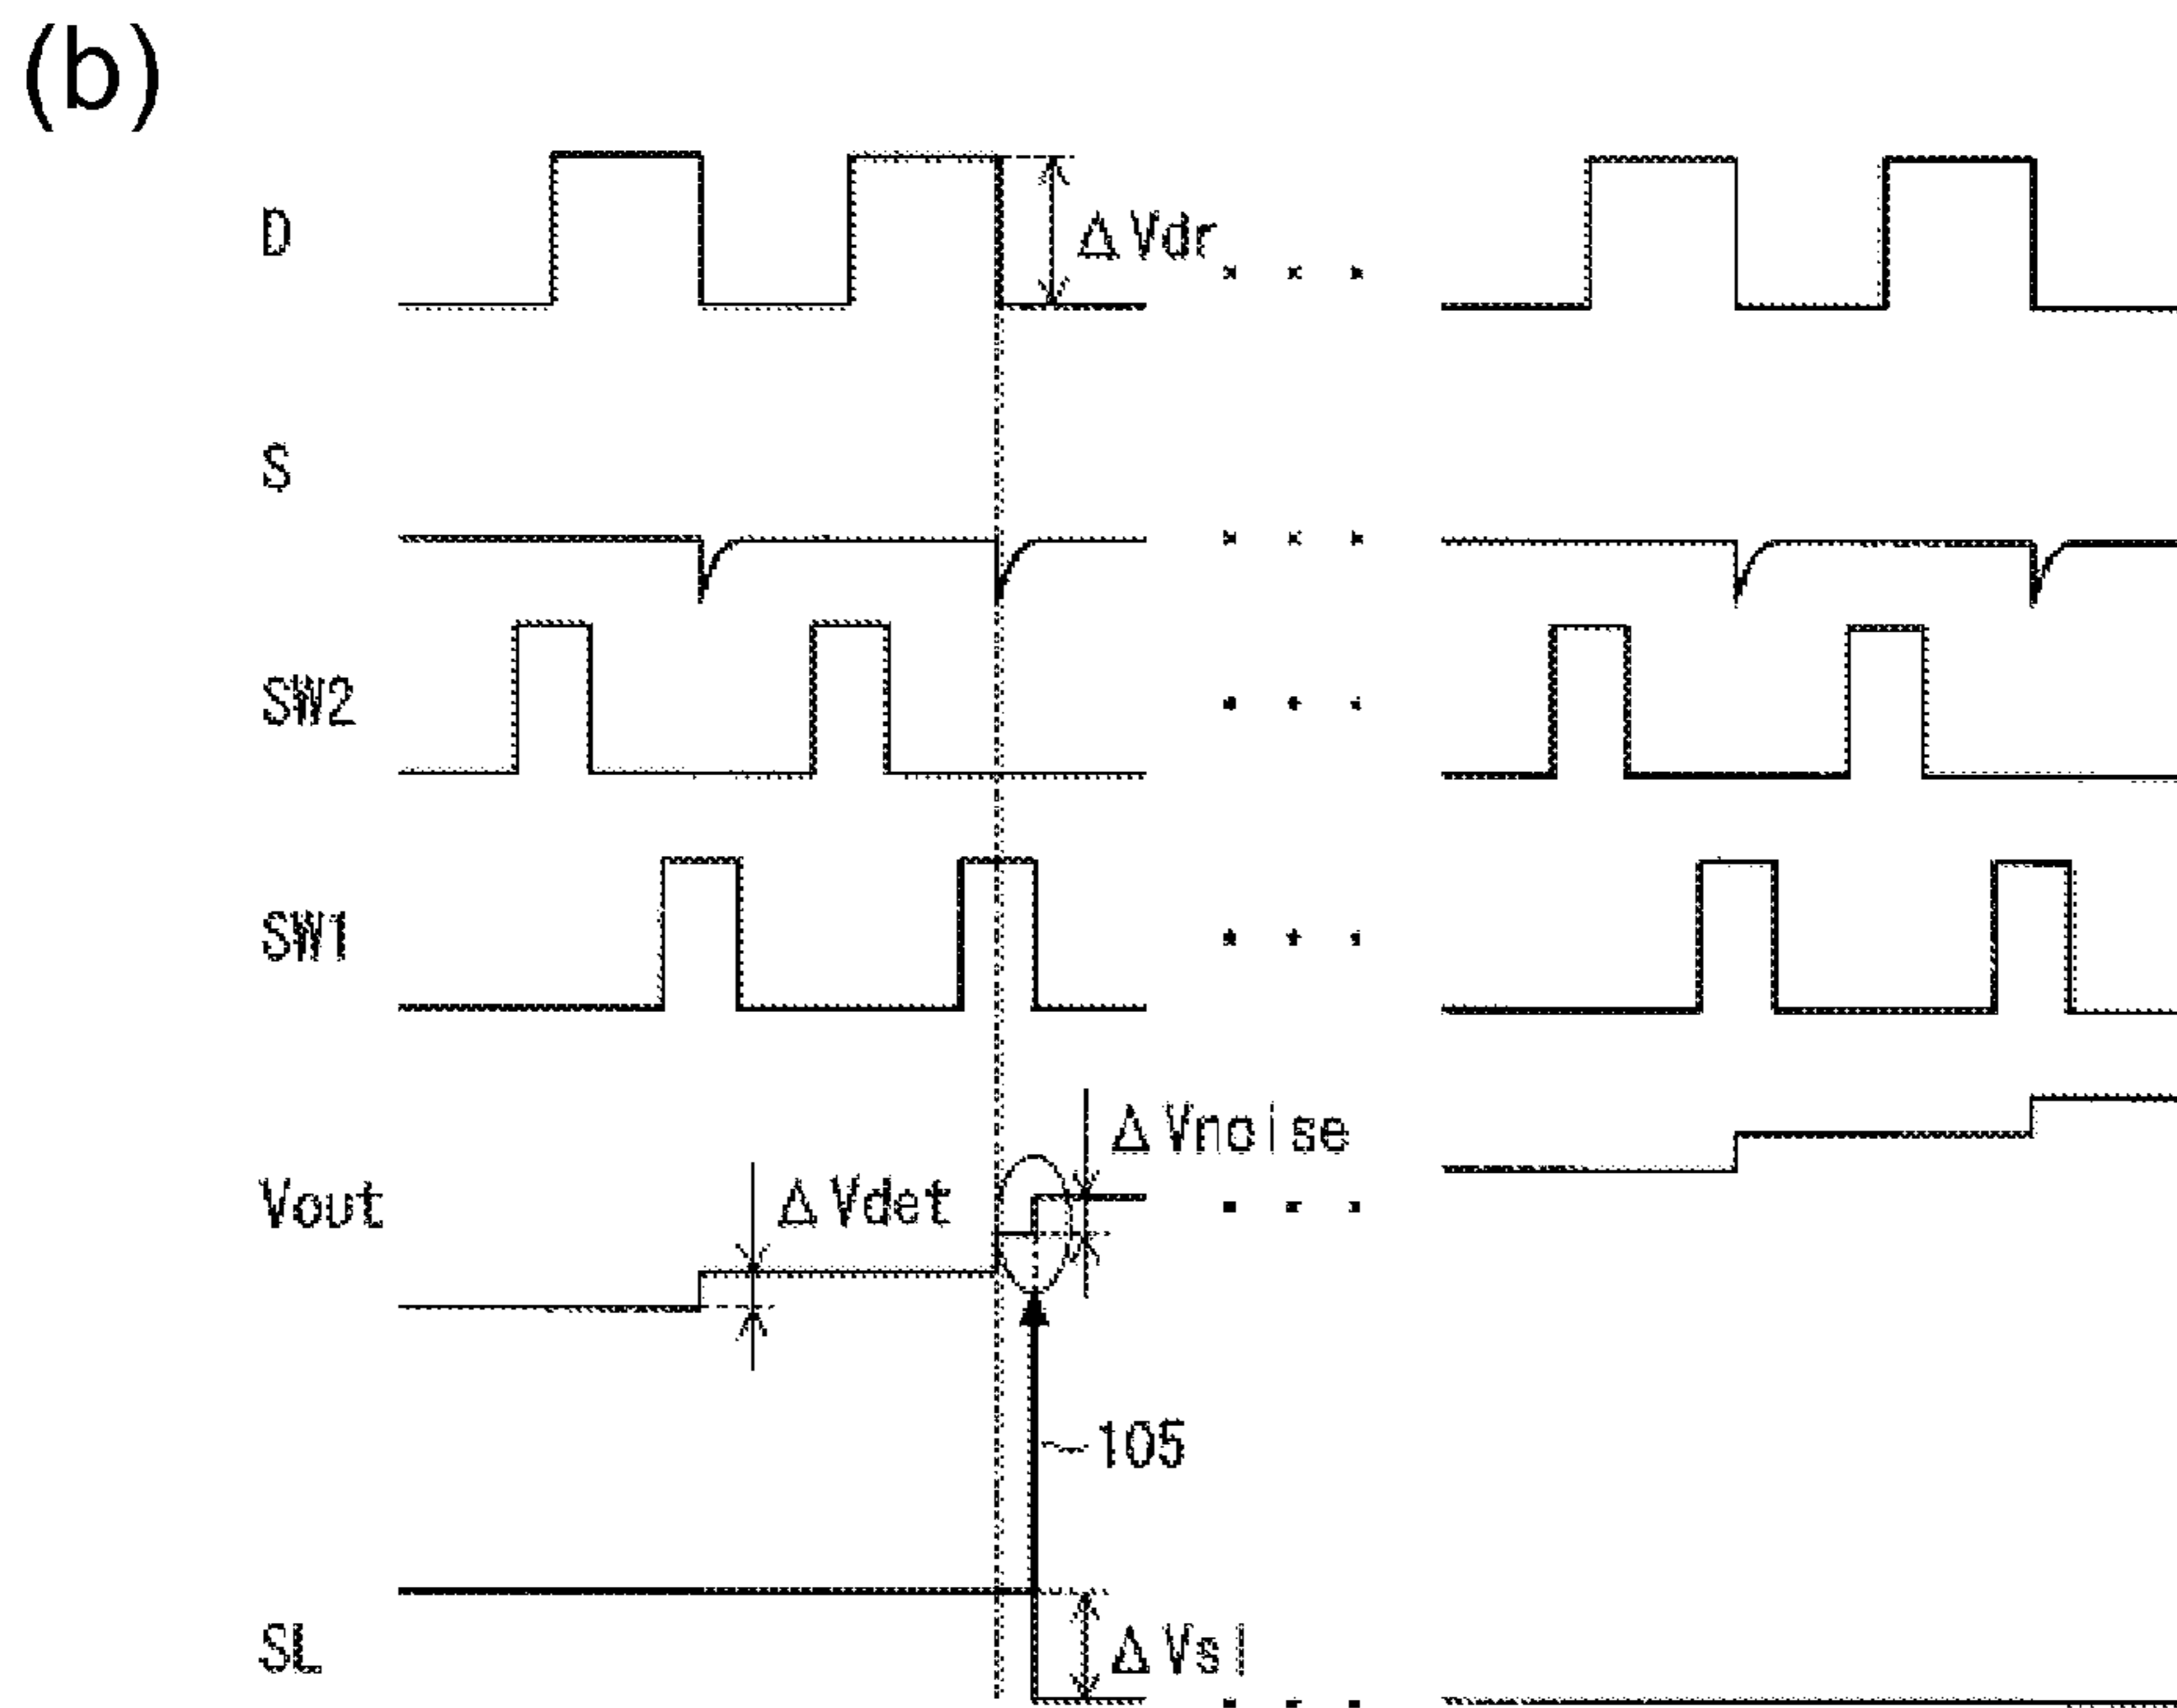 (b)
D
ΔVdr
S
SW2
SW1
ΔVnoise
Vout
ΔVdet
105
SL
ΔVsl